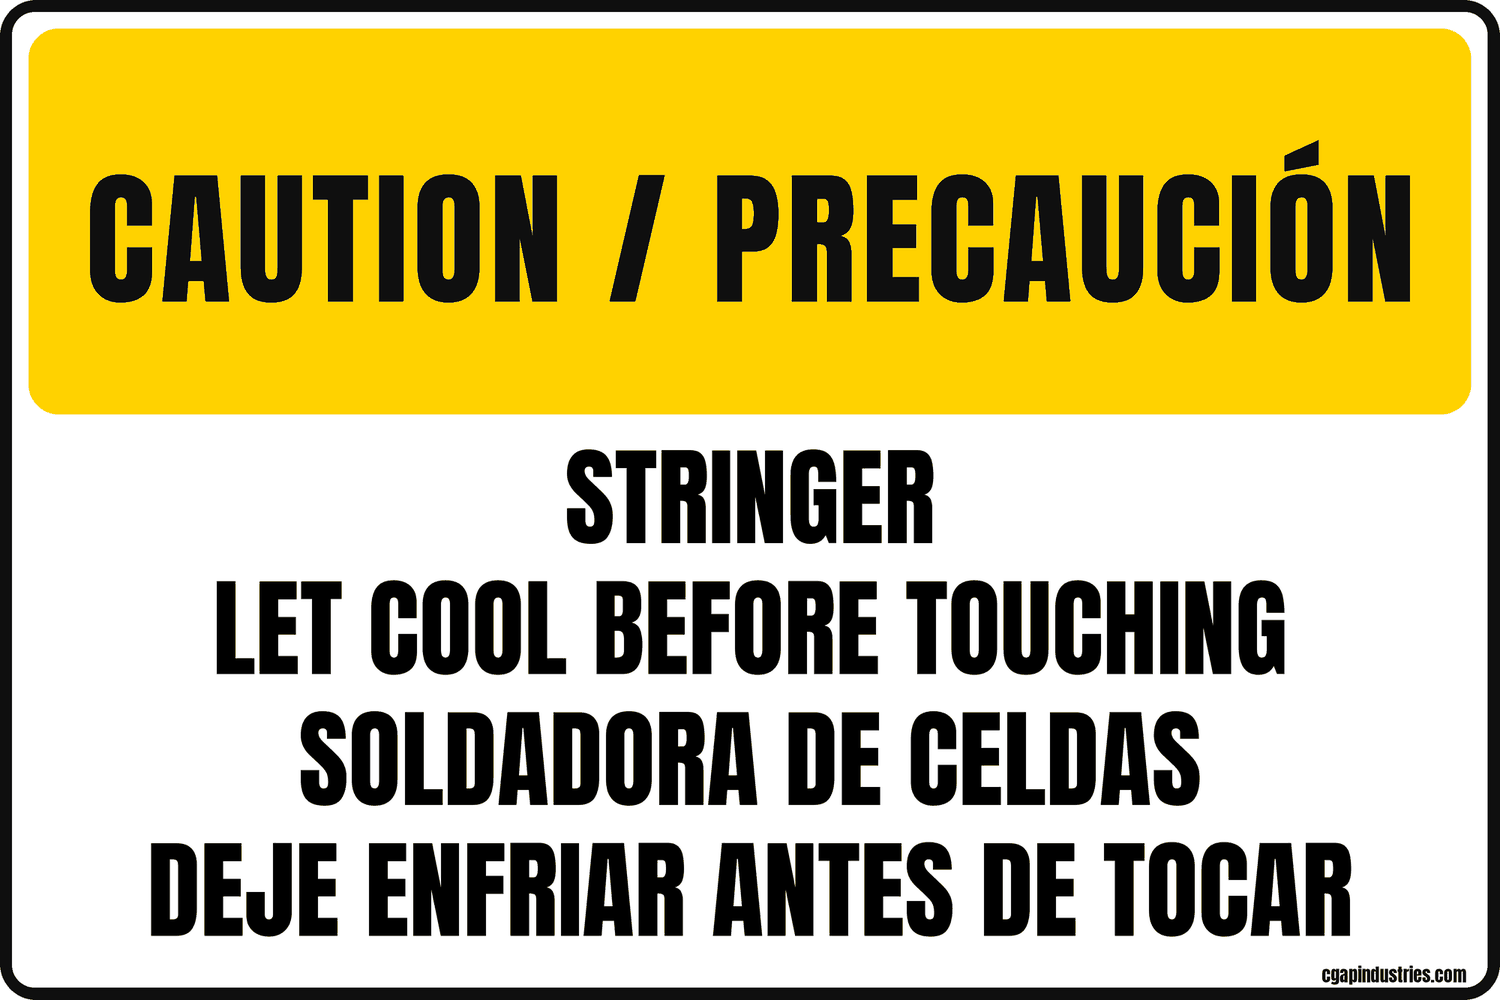 CAUTION / PRECAUCIÓN
STRINGER
LET COOL BEFORE TOUCHING
SOLDADORA DE CELDAS
DEJE ENFRIAR ANTES DE TOCAR
cgapindustries.com